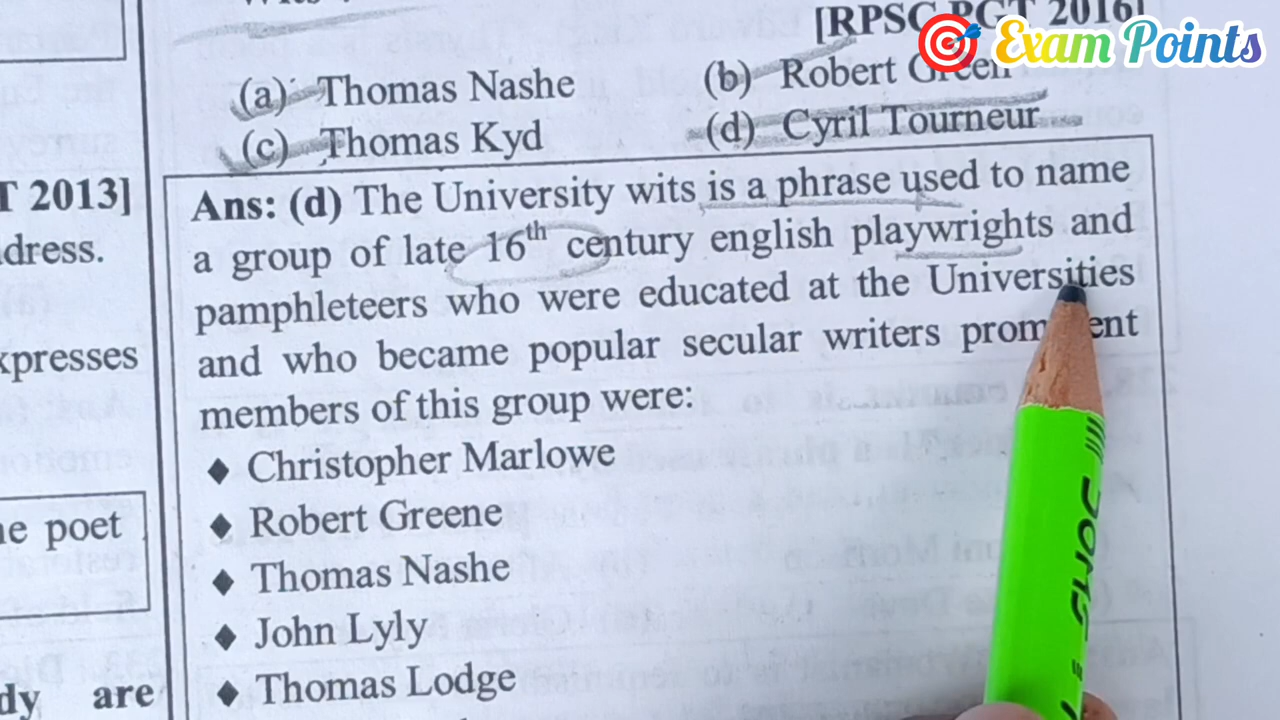 [RPSC PGT 2016]
Exam Points
(a) Thomas Nashe
(b) Robert Green
(c) Thomas Kyd
(d) Cyril Tourneur
Ans: (d) The University wits is a phrase used to name
a group of late 16th century english playwrights and
pamphleteers who were educated at the Universities
and who became popular secular writers prominent
members of this group were:
♦ Christopher Marlowe
♦ Robert Greene
♦ Thomas Nashe
♦ John Lyly
♦ Thomas Lodge
T 2013]
dress.
xpresses
ne poet
dy are